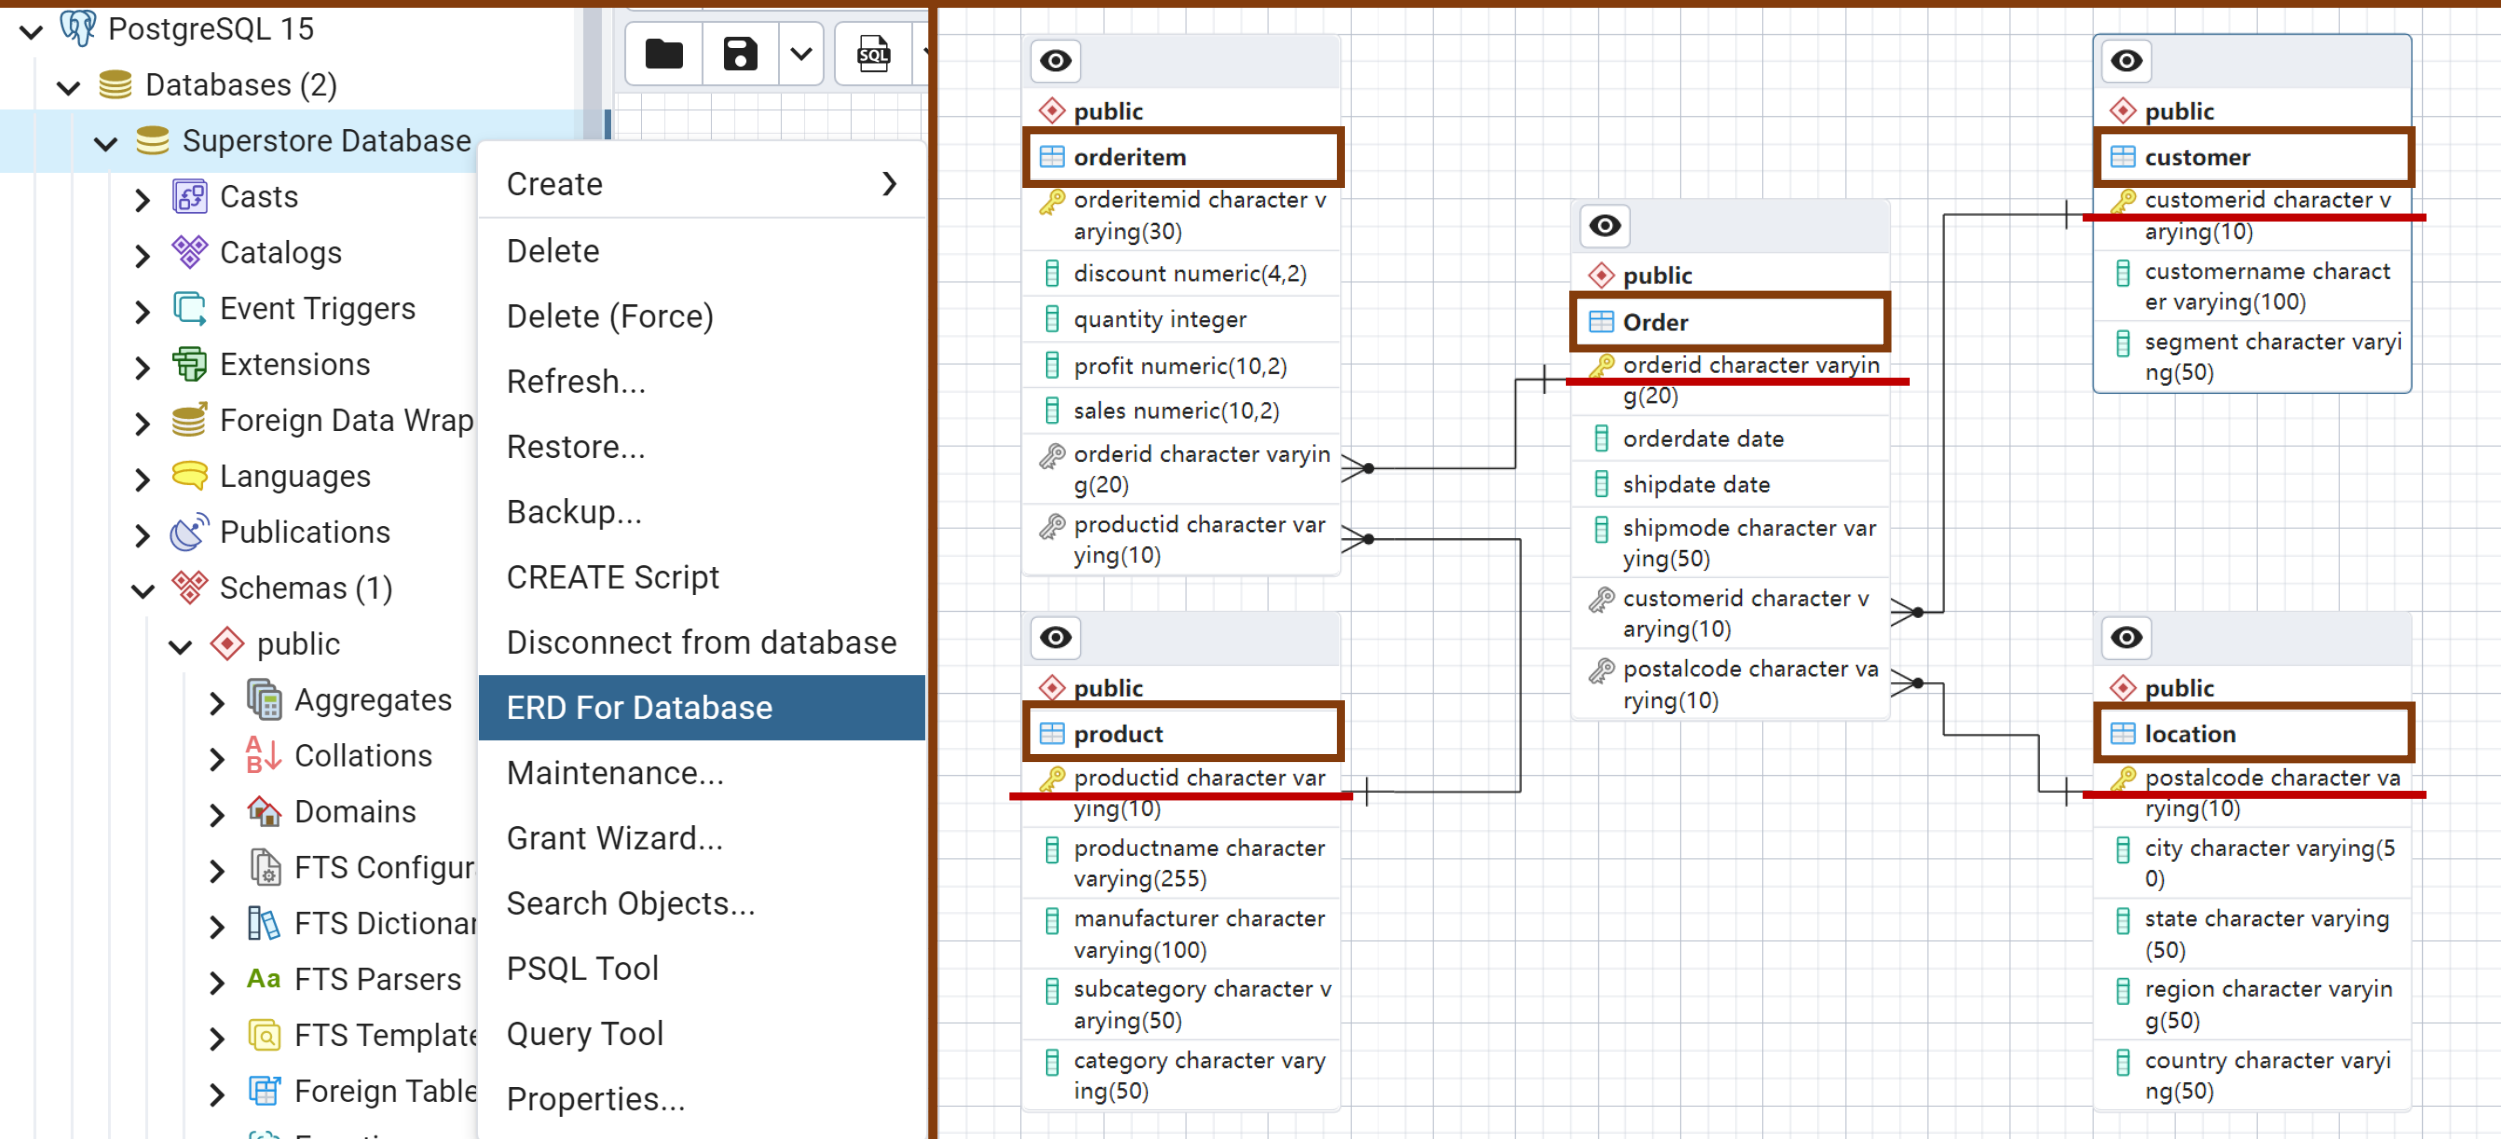 PostgreSQL 15
Databases (2)
Superstore Database
Casts
Catalogs
Event Triggers
Extensions
Foreign Data Wrap
Languages
Publications
Schemas (1)
public
Aggregates
Collations
Domains
FTS Configur
FTS Dictionar
Aa FTS Parsers
FTS Template
Foreign Table
Create
Delete
Delete (Force)
Refresh...
Restore...
Backup...
CREATE Script
Disconnect from database
ERD For Database
Maintenance...
Grant Wizard...
Search Objects...
PSQL Tool
Query Tool
Properties...
SQL
public
orderitem
orderitemid character v
arying(30)
discount numeric(4,2)
quantity integer
profit numeric(10,2)
sales numeric(10,2)
orderid character varyin
g(20)
productid character var
ying(10)
public
product
productid character var
ying(10)
productname character
varying(255)
manufacturer character
varying(100)
subcategory character v
arying(50)
category character vary
ing(50)
public
Order
orderid character varyin
g(20)
orderdate date
shipdate date
shipmode character var
ying(50)
customerid character v
arying(10)
postalcode character va
rying(10)
public
customer
customerid character v
arying(10)
customername charact
er varying(100)
segment character varyi
ng(50)
public
location
postalcode character va
rying(10)
city character varying(5
0)
state character varying
(50)
region character varyin
g(50)
country character varyi
ng(50)